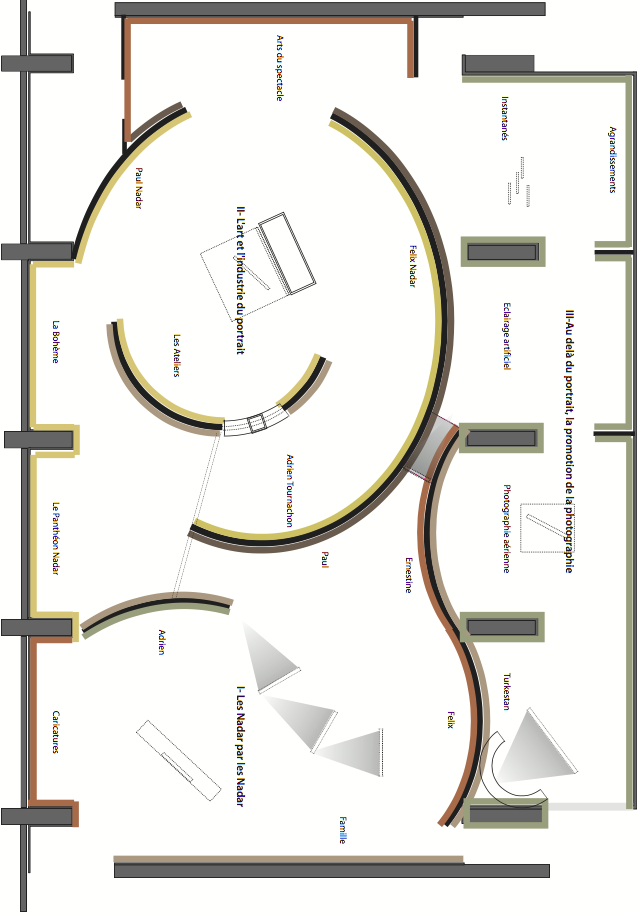 Arts du spectacle
Instantanés
Agrandissements
Paul Nadar
II- L'art et l'industrie du portrait
Felix Nadar
Eclairage artificiel
III-Au delà du portrait, la promotion de la photographie
La Bohème
Les Ateliers
Adrien Tournachon
Photographie aérienne
Le Panthéon Nadar
Paul
Ernestine
Adrien
I- Les Nadar par les Nadar
Felix
Turkestan
Caricatures
Famille